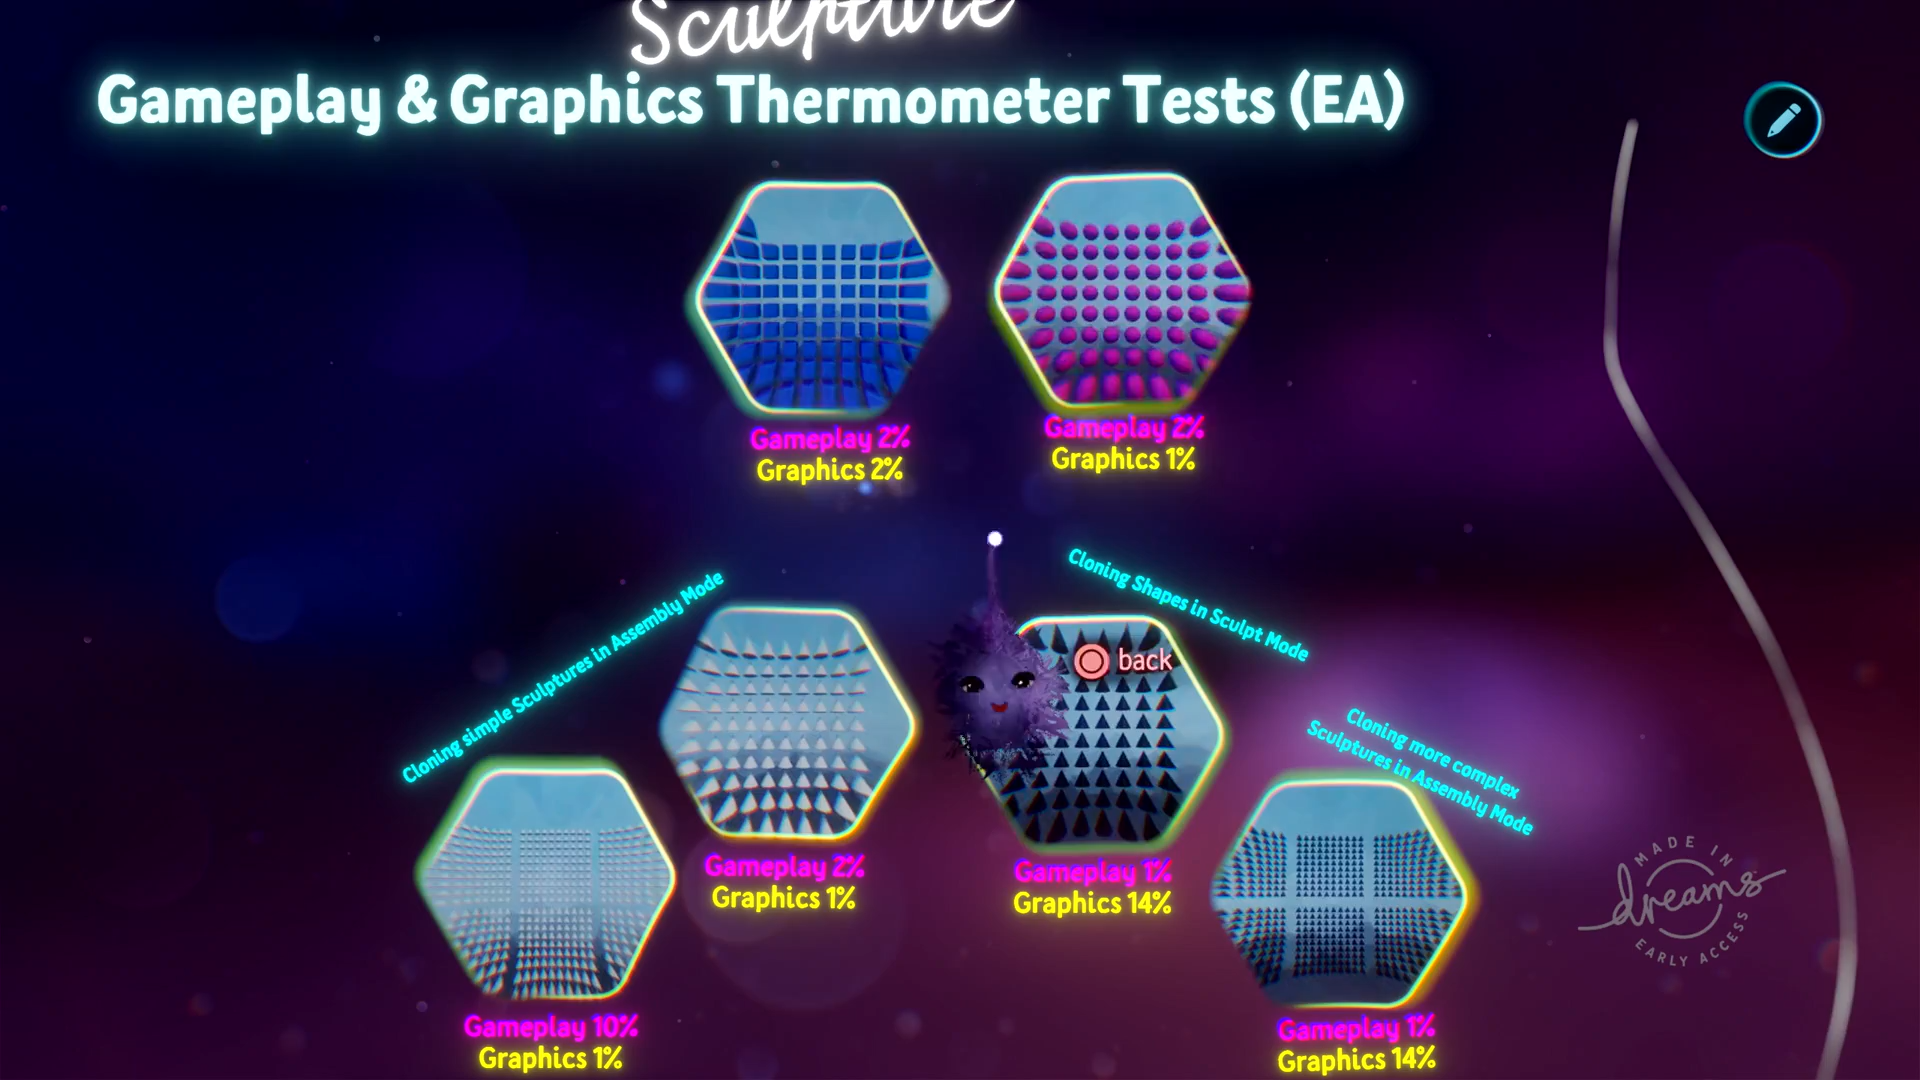 Sculpture
Gameplay & Graphics Thermometer Tests (EA)
Gameplay 2%
Graphics 2%
Gameplay 2%
Graphics 1%
Cloning simple Sculptures in Assembly Mode
Cloning Shapes in Sculpt Mode
back
Cloning more complex
Sculptures in Assembly Mode
Gameplay 2%
Graphics 1%
Gameplay 1%
Graphics 14%
MADE IN
dreams
EARLY ACCESS
Gameplay 10%
Graphics 1%
Gameplay 1%
Graphics 14%